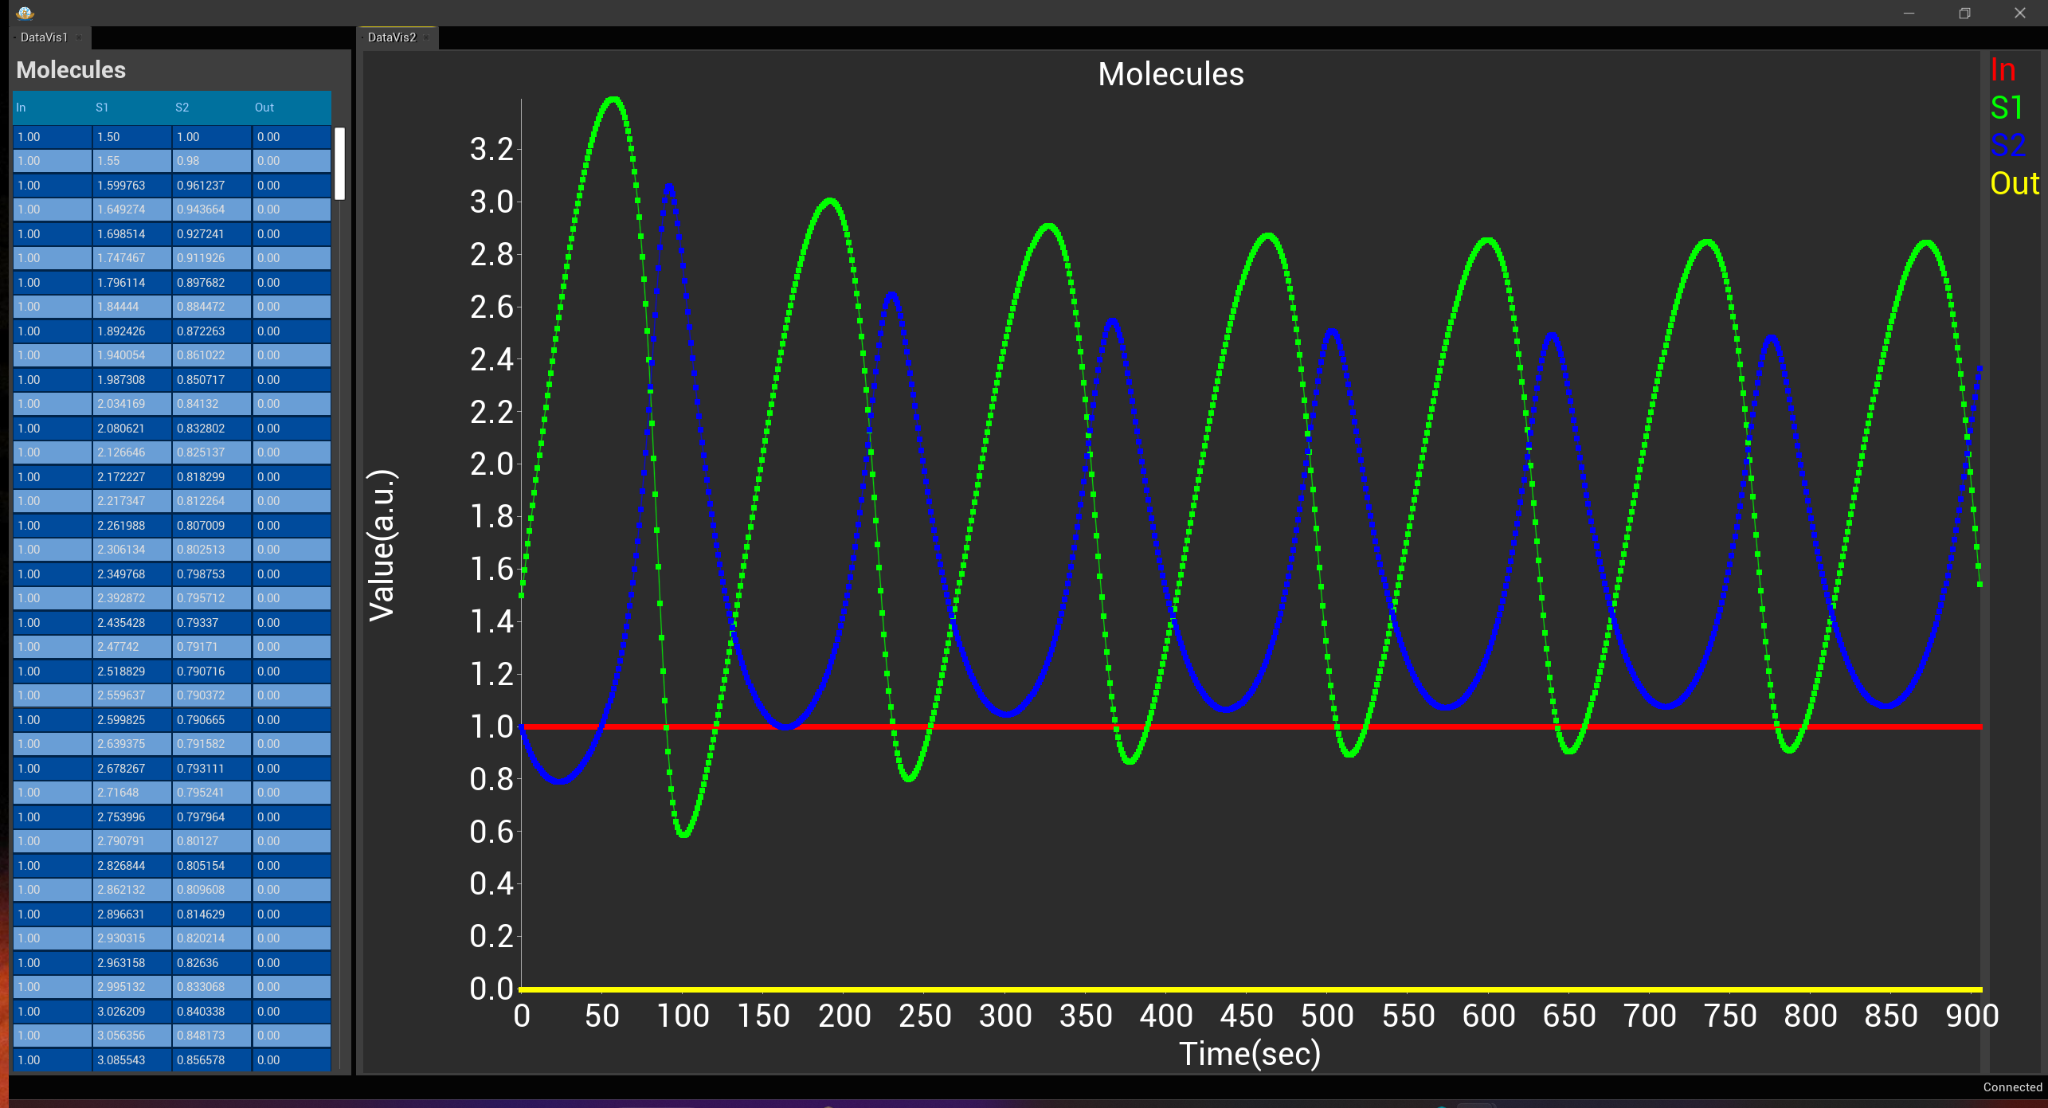 DataVis1
DataVis2
Molecules
In S1 S2 Out
1.00 1.50 1.00 0.00
1.00 1.55 0.98 0.00
1.00 1.599763 0.961237 0.00
1.00 1.649274 0.943664 0.00
1.00 1.698514 0.927241 0.00
1.00 1.747467 0.911926 0.00
1.00 1.796114 0.897682 0.00
1.00 1.84444 0.884472 0.00
1.00 1.892426 0.872263 0.00
1.00 1.940054 0.861022 0.00
1.00 1.987308 0.850717 0.00
1.00 2.034169 0.84132 0.00
1.00 2.080621 0.832802 0.00
1.00 2.126646 0.825137 0.00
1.00 2.172227 0.818299 0.00
1.00 2.217347 0.812264 0.00
1.00 2.261988 0.807009 0.00
1.00 2.306134 0.802513 0.00
1.00 2.349768 0.798753 0.00
1.00 2.392872 0.795712 0.00
1.00 2.435428 0.79337 0.00
1.00 2.47742 0.79171 0.00
1.00 2.518829 0.790716 0.00
1.00 2.559637 0.790372 0.00
1.00 2.599825 0.790665 0.00
1.00 2.639375 0.791582 0.00
1.00 2.678267 0.793111 0.00
1.00 2.71648 0.795241 0.00
1.00 2.753996 0.797964 0.00
1.00 2.790791 0.80127 0.00
1.00 2.826844 0.805154 0.00
1.00 2.862132 0.809608 0.00
1.00 2.896631 0.814629 0.00
1.00 2.930315 0.820214 0.00
1.00 2.963158 0.82636 0.00
1.00 2.995132 0.833068 0.00
1.00 3.026209 0.840338 0.00
1.00 3.056356 0.848173 0.00
1.00 3.085543 0.856578 0.00
Molecules
Value(a.u.)
3.2
3.0
2.8
2.6
2.4
2.2
2.0
1.8
1.6
1.4
1.2
1.0
0.8
0.6
0.4
0.2
0.0
0 50 100 150 200 250 300 350 400 450 500 550 600 650 700 750 800 850 900
Time(sec)
In
S1
S2
Out
Connected